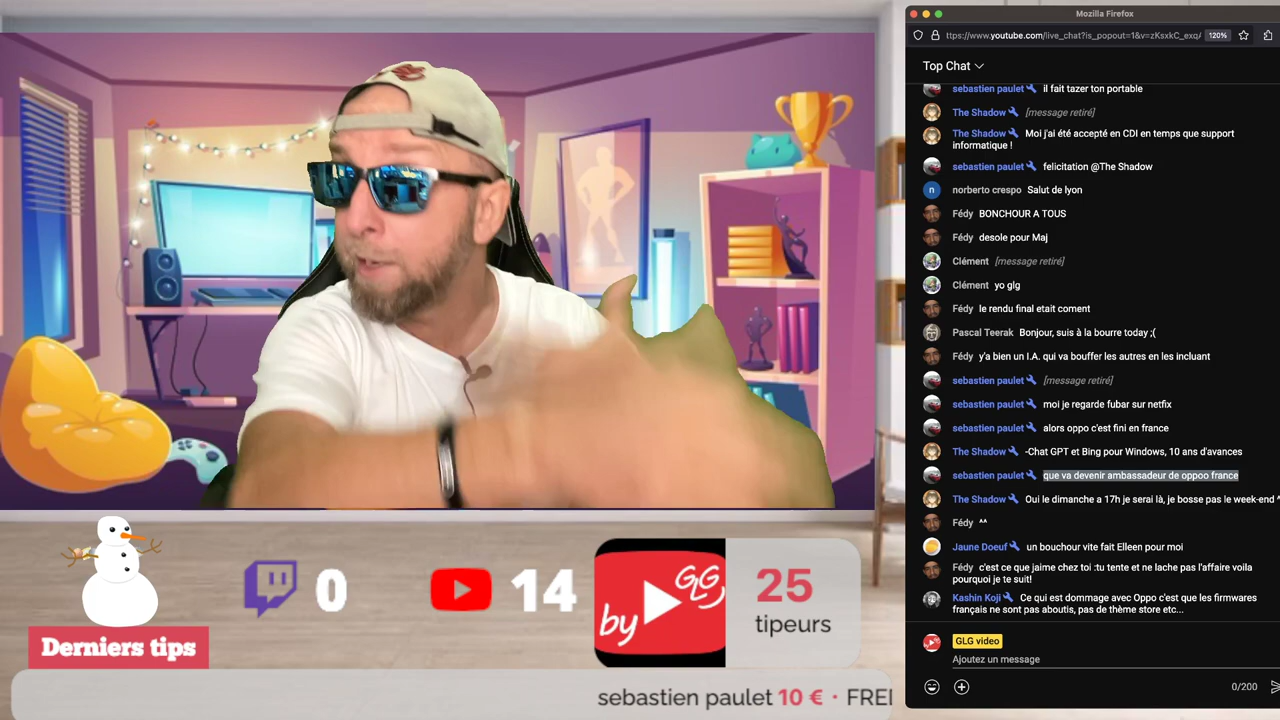 Mozilla Firefox
ttps://www.youtube.com/live_chat?is_popout=1&v=zKsxkC_exq/
120%
Top Chat
sebastien paulet il fait tazer ton portable
The Shadow [message retiré]
The Shadow Moi j'ai été accepté en CDI en temps que support
informatique !
sebastien paulet felicitation @The Shadow
n
norberto crespo Salut de lyon
Fédy BONCHOUR A TOUS
Fédy desole pour Maj
Clément [message retiré]
Clément yo glg
Fédy le rendu final etait coment
Pascal Teerak Bonjour, suis à la bourre today ;(
Fédy y'a bien un I.A. qui va bouffer les autres en les incluant
sebastien paulet [message retiré]
sebastien paulet moi je regarde fubar sur netfix
sebastien paulet alors oppo c'est fini en france
The Shadow -Chat GPT et Bing pour Windows, 10 ans d'avances
sebastien paulet que va devenir ambassadeur de oppoo france
The Shadow Oui le dimanche a 17h je serai là, je bosse pas le week-end ^
Fédy ^^
Jaune Doeuf un bouchour vite fait Elleen pour moi
Fédy c'est ce que jaime chez toi :tu tente et ne lache pas l'affaire voila
pourquoi je te suit!
Kashin Koji Ce qui est dommage avec Oppo c'est que les firmwares
français ne sont pas aboutis, pas de thème store etc...
GLG video
Ajoutez un message
0/200
Derniers tips
0
14
by GLG
25
tipeurs
sebastien paulet 10 € · FREI